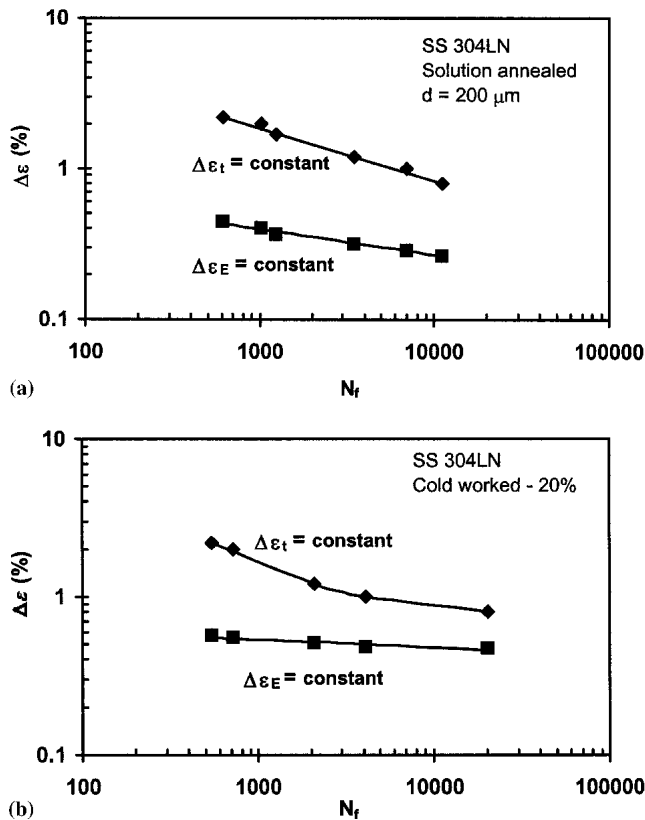 10
SS 304LN
Solution annealed
d = 200 μm
Δε (%)
1
Δεt = constant
ΔεE = constant
0.1
100 1000 10000 100000
(a)
Nf
10
SS 304LN
Cold worked - 20%
Δεt = constant
Δε (%)
1
ΔεE = constant
0.1
100 1000 10000 100000
(b)
Nf